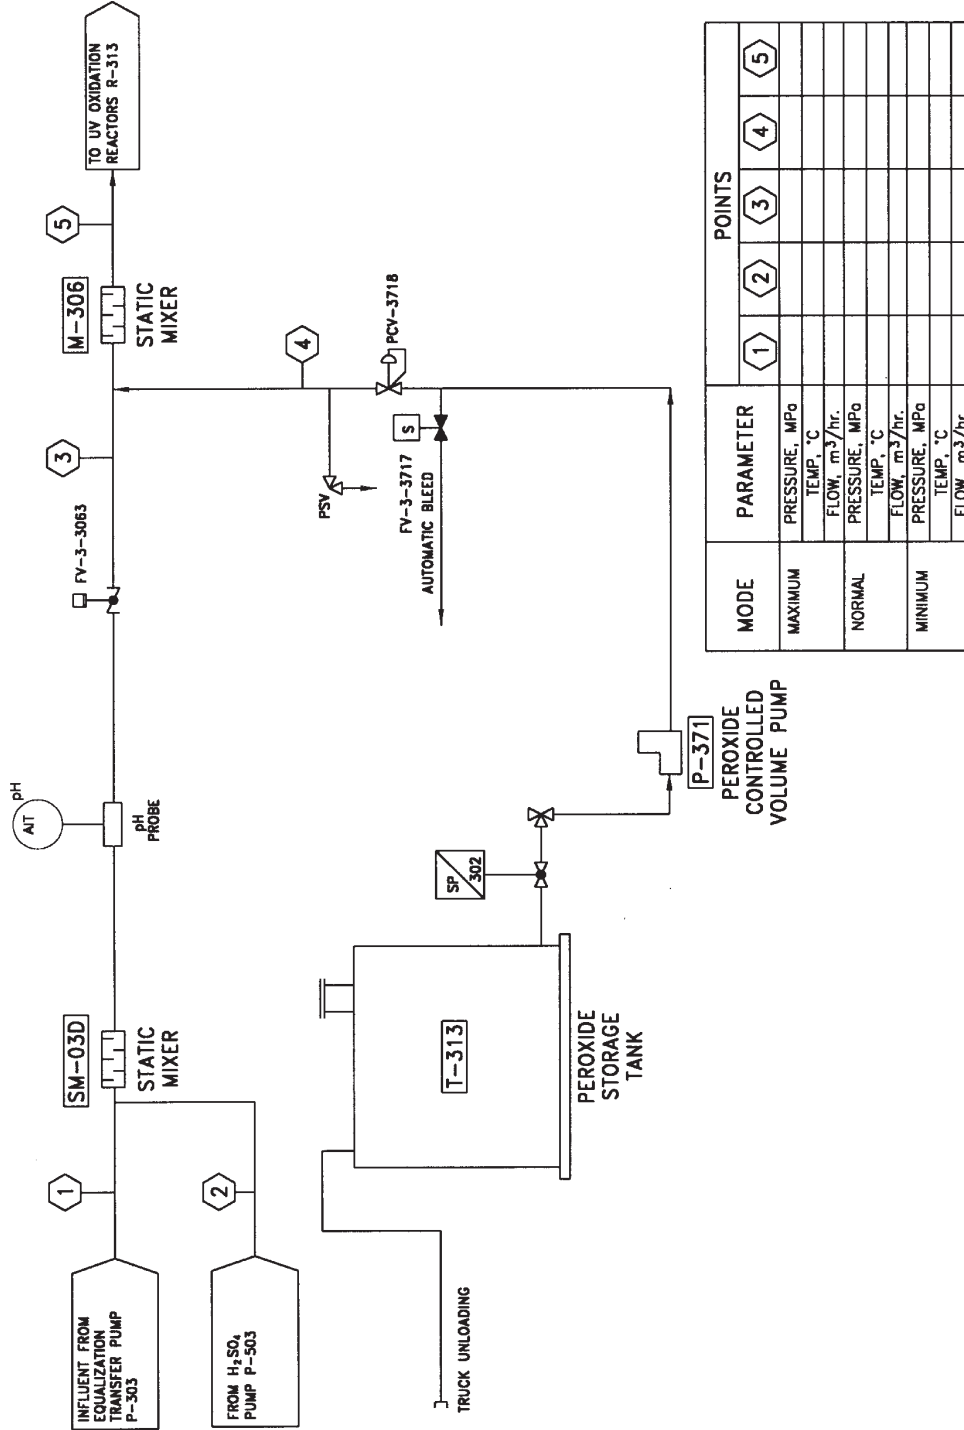 INFLUENT FROM
EQUALIZATION
TRANSFER PUMP
P-303
FROM H₂SO₄
PUMP P-503
1
2
SM-03D
STATIC
MIXER
AIT
pH
pH
PROBE
FV-3-3063
3
M-306
STATIC
MIXER
5
TO UV OXIDATION
REACTORS R-313
4
PCV-3718
PSV
S
FV-3-3717
AUTOMATIC BLEED
TRUCK UNLOADING
T-313
PEROXIDE
STORAGE
TANK
SP
302
P-371
PEROXIDE
CONTROLLED
VOLUME PUMP
MODE PARAMETER POINTS
1 2 3 4 5
MAXIMUM PRESSURE, MPa
TEMP, °C
FLOW, m³/hr.
NORMAL PRESSURE, MPa
TEMP, °C
FLOW, m³/hr.
MINIMUM PRESSURE, MPa
TEMP, °C
FLOW, m³/hr.